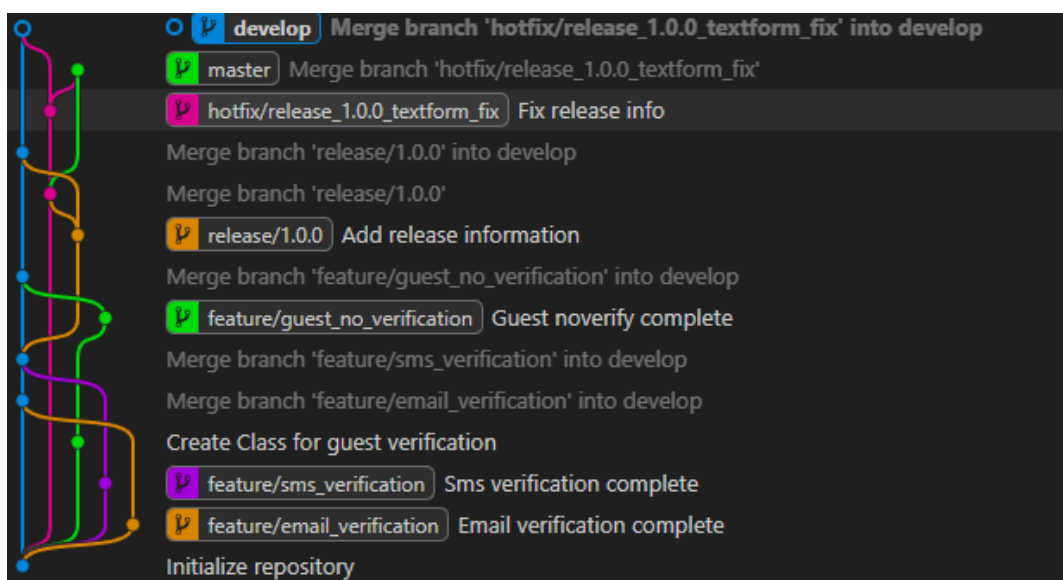 develop Merge branch 'hotfix/release_1.0.0_textform_fix' into develop
master Merge branch 'hotfix/release_1.0.0_textform_fix'
hotfix/release_1.0.0_textform_fix Fix release info
Merge branch 'release/1.0.0' into develop
Merge branch 'release/1.0.0'
release/1.0.0 Add release information
Merge branch 'feature/guest_no_verification' into develop
feature/guest_no_verification Guest noverify complete
Merge branch 'feature/sms_verification' into develop
Merge branch 'feature/email_verification' into develop
Create Class for guest verification
feature/sms_verification Sms verification complete
feature/email_verification Email verification complete
Initialize repository